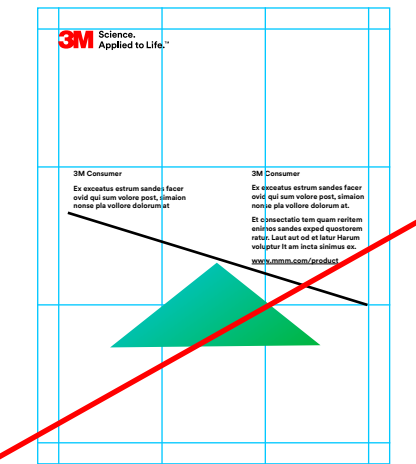 3M Science.
Applied to Life.™
3M Consumer
Ex exceatus estrum sandes facer
ovid qui sum volore post, simaion
nonse pla vollore dolorum at
3M Consumer
Ex exceatus estrum sandes facer
ovid qui sum volore post, simaion
nonse pla vollore dolorum at.
Et consectatio tem quam reritem
enimos sandes exped quostorem
ratur. Laut aut od et latur Harum
voluptur It am incta sinimus ex.
www.mmm.com/product